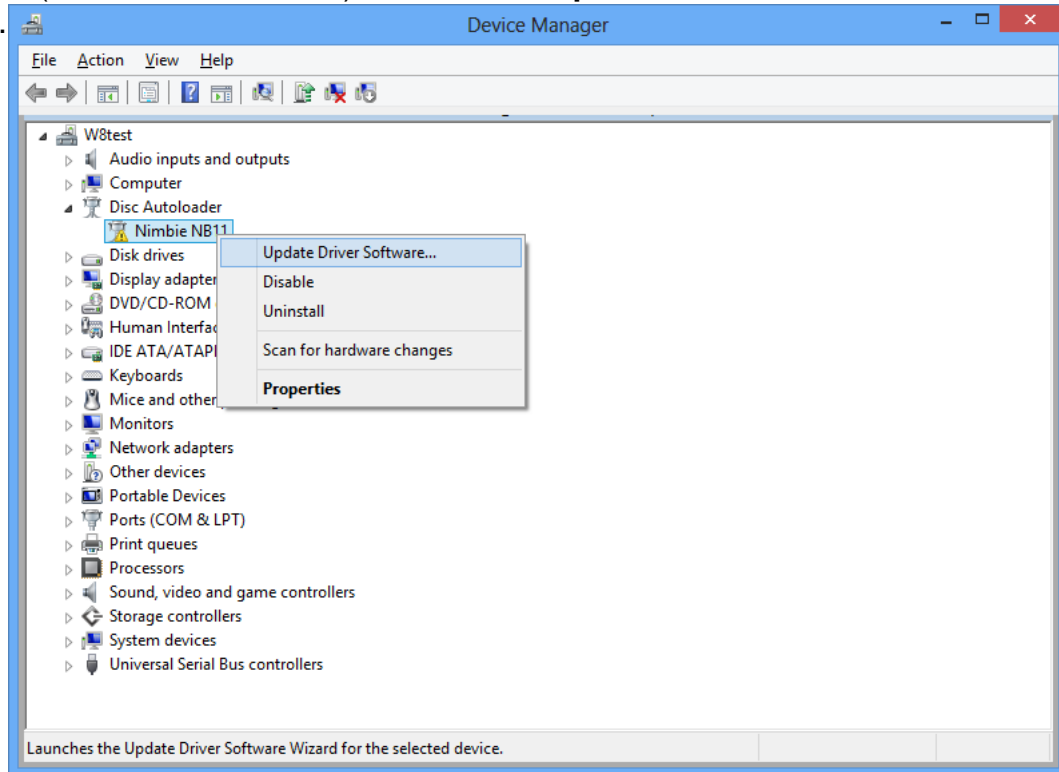 Device Manager
File Action View Help
W8test
Audio inputs and outputs
Computer
Disc Autoloader
Nimbie NB11
Update Driver Software...
Disk drives
Display adapter
Disable
DVD/CD-ROM
Uninstall
Human Interfac
IDE ATA/ATAPI
Scan for hardware changes
Keyboards
Properties
Mice and other
Monitors
Network adapters
Other devices
Portable Devices
Ports (COM & LPT)
Print queues
Processors
Sound, video and game controllers
Storage controllers
System devices
Universal Serial Bus controllers
Launches the Update Driver Software Wizard for the selected device.